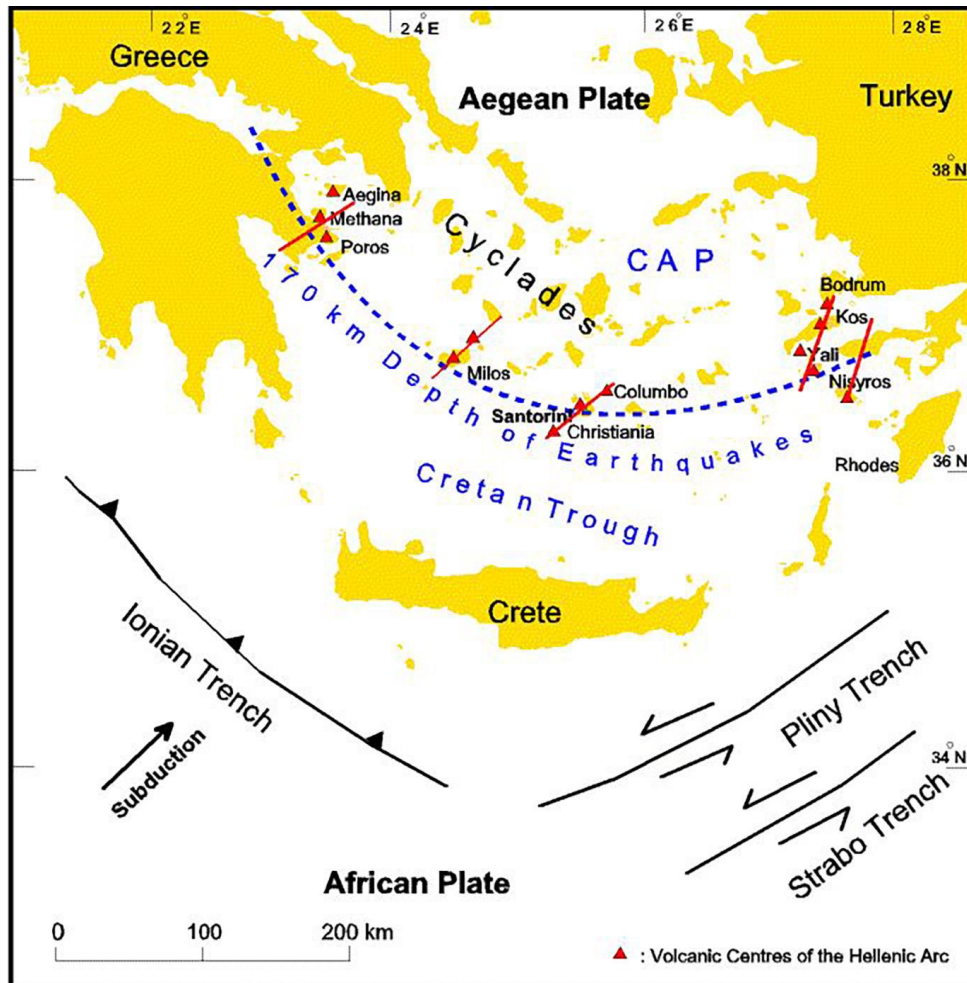 22 E
24 E
26 E
28 E
Greece
Aegean Plate
Turkey
38 N
Aegina
Methana
Poros
Cyclades
CAP
Bodrum
Kos
Yali
Nisyros
170 km Depth of Earthquakes
Milos
Columbo
Santorini
Christiania
Rhodes
36 N
Cretan Trough
Crete
Ionian Trench
Subduction
Pliny Trench
34 N
Strabo Trench
African Plate
0 100 200 km
: Volcanic Centres of the Hellenic Arc